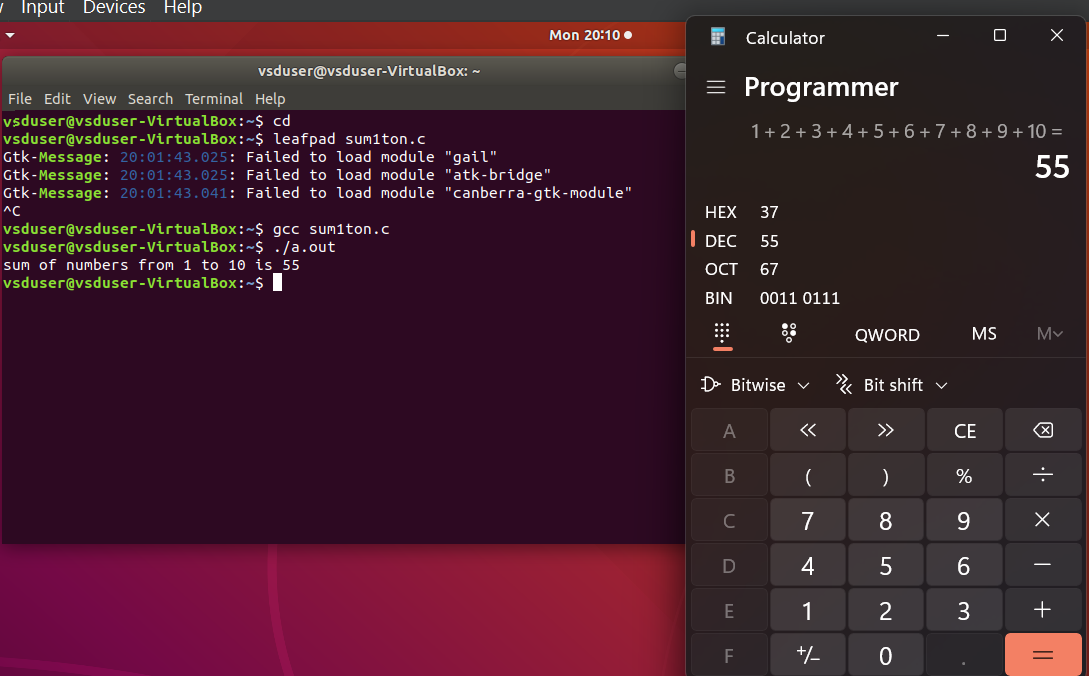 Input Devices Help
Mon 20:10
vsduser@vsduser-VirtualBox: ~
File Edit View Search Terminal Help
vsduser@vsduser-VirtualBox:~$ cd
vsduser@vsduser-VirtualBox:~$ leafpad sum1ton.c
Gtk-Message: 20:01:43.025: Failed to load module "gail"
Gtk-Message: 20:01:43.025: Failed to load module "atk-bridge"
Gtk-Message: 20:01:43.041: Failed to load module "canberra-gtk-module"
^C
vsduser@vsduser-VirtualBox:~$ gcc sum1ton.c
vsduser@vsduser-VirtualBox:~$ ./a.out
sum of numbers from 1 to 10 is 55
vsduser@vsduser-VirtualBox:~$
Calculator
Programmer
1 + 2 + 3 + 4 + 5 + 6 + 7 + 8 + 9 + 10 =
55
HEX 37
DEC 55
OCT 67
BIN 0011 0111
QWORD MS M
Bitwise Bit shift
A « » CE
B ( ) % ÷
C 7 8 9 ×
D 4 5 6 −
E 1 2 3 +
F +/− 0 . =